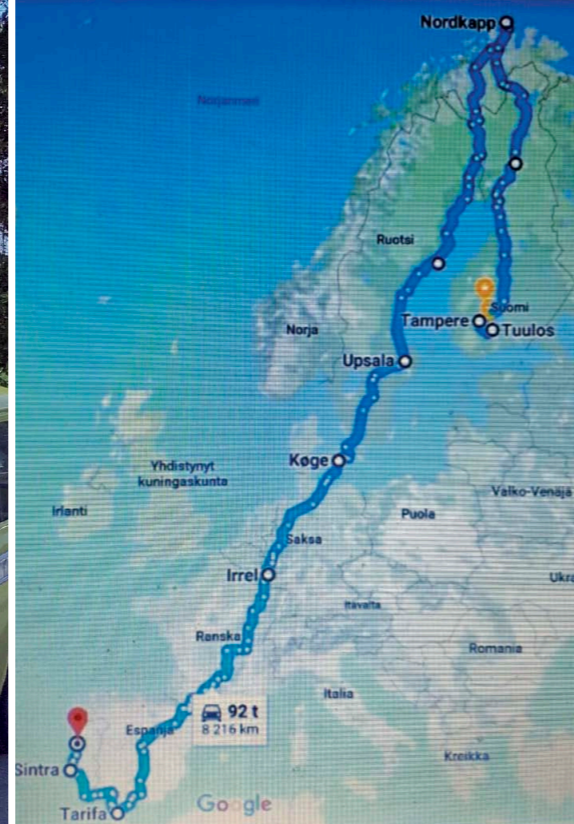 Nordkapp
Norjanmeri
Ruotsi
Suomi
Tampere
Tuulos
Norja
Upsala
Køge
Yhdistynyt
kuningaskunta
Irlanti
Valko-Venäjä
Puola
Saksa
Irrel
Ukra
Itävalta
Ranska
Romania
Italia
92 t
8 216 km
Espanja
Kreikka
Sintra
Tarifa
Google